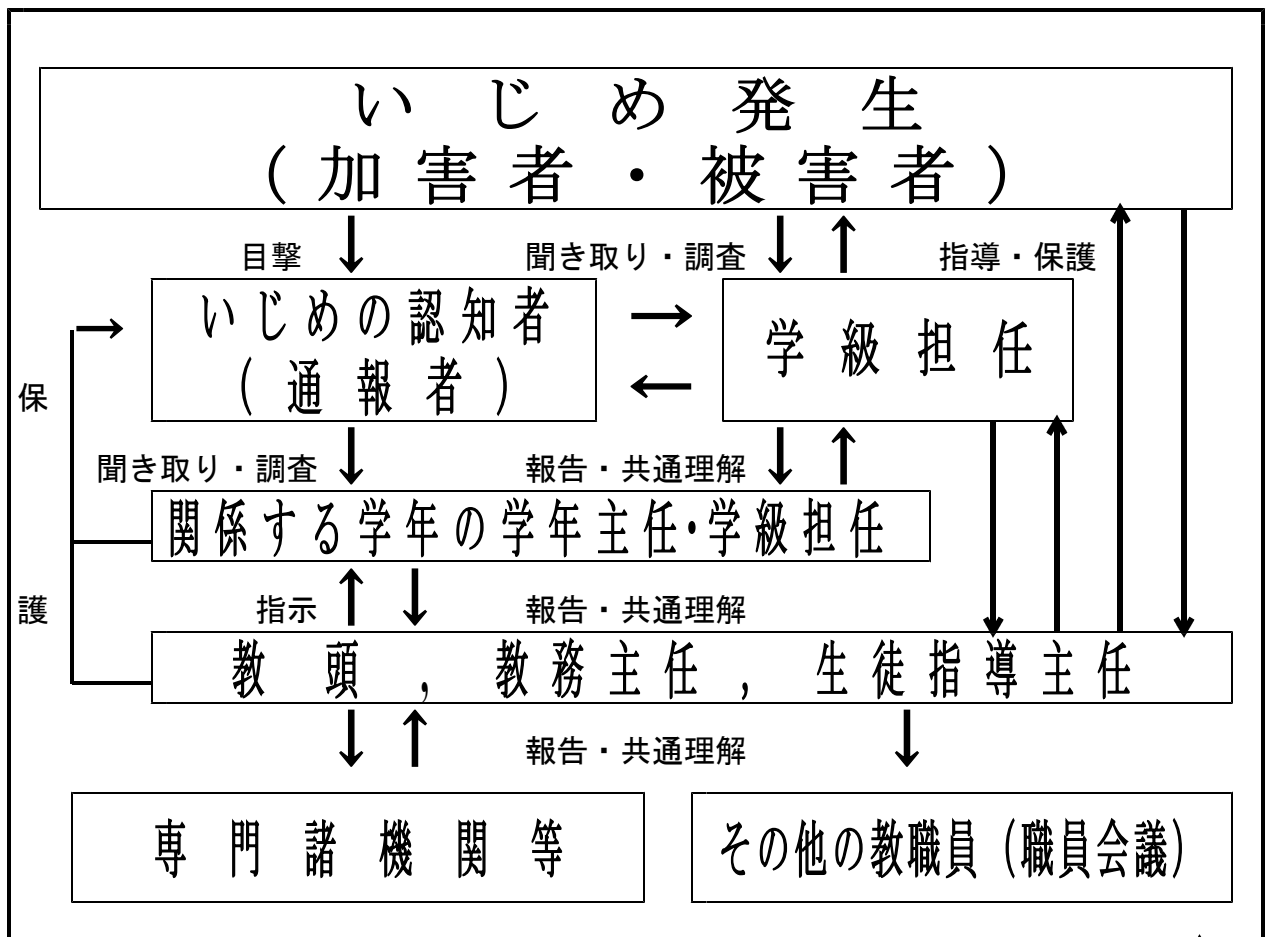 いじめ発生
(加害者・被害者)
目撃
聞き取り・調査
指導・保護
いじめの認知者
(通報者)
学級担任
保
聞き取り・調査
報告・共通理解
関係する学年の学年主任・学級担任
護
指示
報告・共通理解
教頭,教務主任,生徒指導主任
報告・共通理解
専門諸機関等
その他の教職員(職員会議)